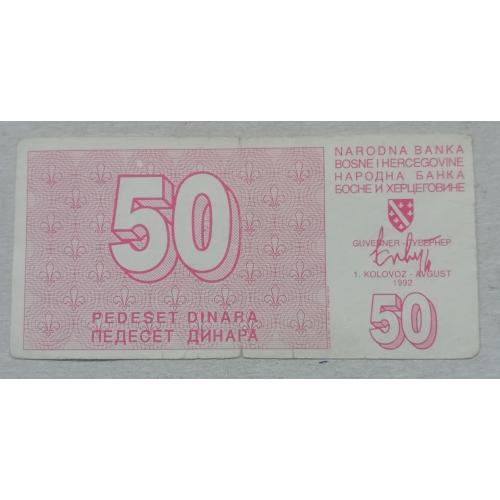 50
PEDESET DINARA
ПЕДЕСЕТ ДИНАРА
NARODNA BANKA
BOSNE I HERCEGOVINE
НАРОДНА БАНКА
БОСНЕ И ХЕРЦЕГОВИНЕ
GUVERNER - ГУВЕРНЕР
1. KOLOVOZ - AVGUST
1992
50